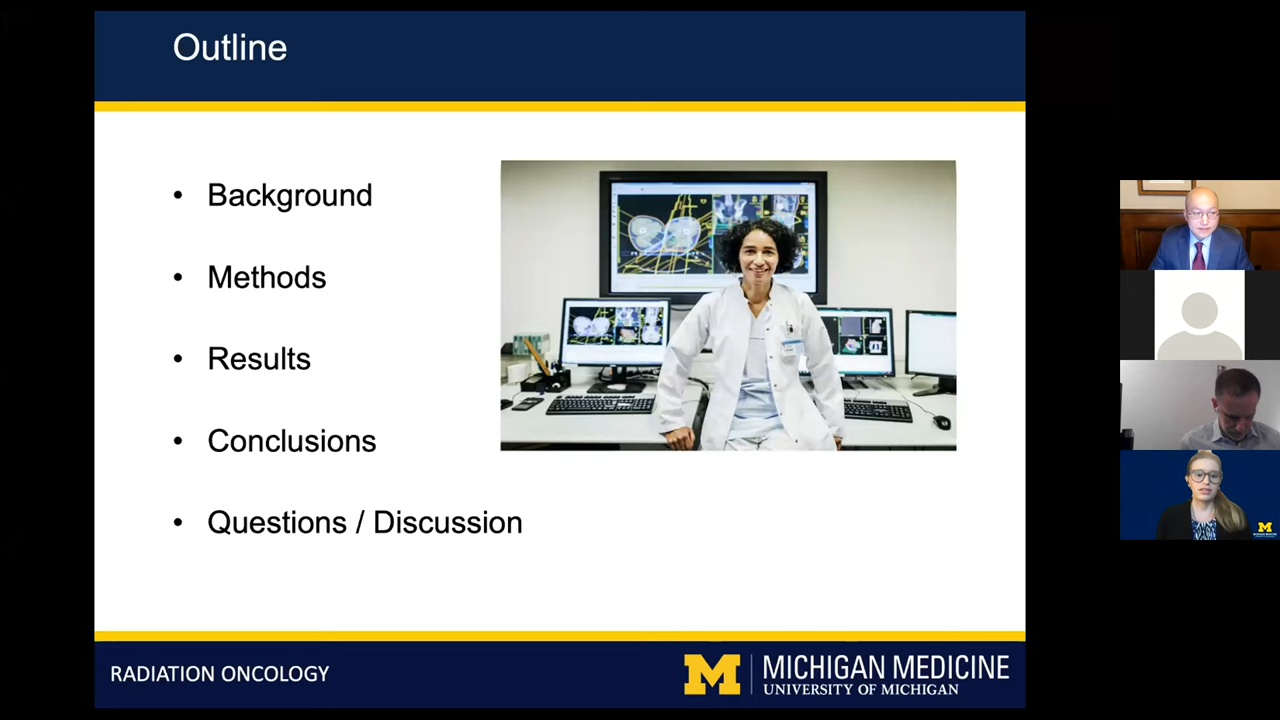 Outline
• Background
• Methods
• Results
• Conclusions
• Questions / Discussion
RADIATION ONCOLOGY
M
MICHIGAN MEDICINE
UNIVERSITY OF MICHIGAN
M